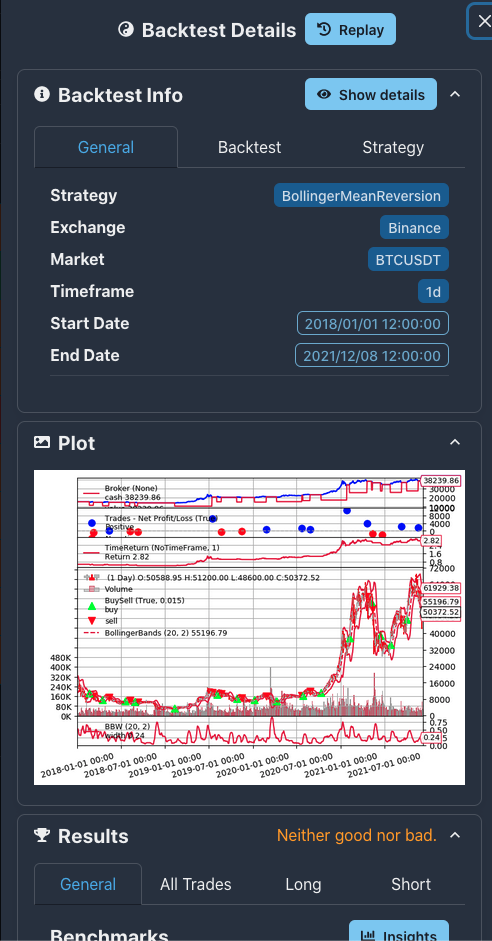 Backtest Details Replay
Backtest Info Show details
General Backtest Strategy
Strategy BollingerMeanReversion
Exchange Binance
Market BTCUSDT
Timeframe 1d
Start Date 2018/01/01 12:00:00
End Date 2021/12/08 12:00:00
Plot
Broker (None)
cash 38239.86
38239.86
30000
20000
10000
Trades - Net Profit/Loss (True)
Positive
8000
4000
0
TimeReturn (NoTimeFrame, 1)
Return 2.82
2.82
1.6
0.8
72000
(1 Day) O:50588.95 H:51200.00 L:48600.00 C:50372.52
Volume
BuySell (True, 0.015)
buy
sell
BollingerBands (20, 2) 55196.79
61929.38
55196.79
50372.52
40000
32000
24000
16000
8000
0
480K
400K
320K
240K
160K
80K
0K
BBW (20, 2)
width 0.24
0.75
0.50
0.24
0.00
2018-01-01 00:00
2018-07-01 00:00
2019-01-01 00:00
2019-07-01 00:00
2020-01-01 00:00
2020-07-01 00:00
2021-01-01 00:00
2021-07-01 00:00
Results Neither good nor bad.
General All Trades Long Short
Benchmarks Insights